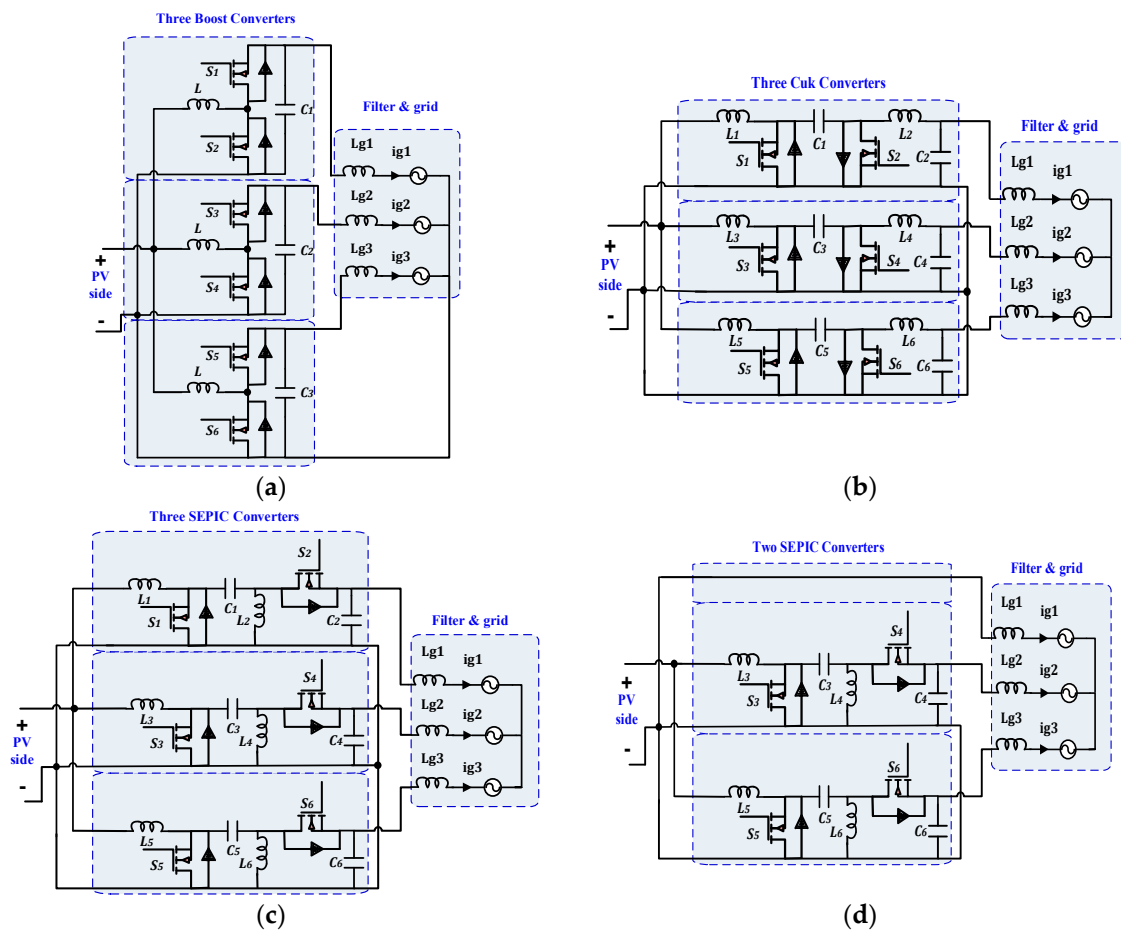 Three Boost Converters
S1
L
C1
S2
Filter & grid
Lg1
ig1
S3
Lg2
ig2
L
C2
Lg3
ig3
+
PV
side
-
S4
S5
L
C3
S6
(a)
Three Cuk Converters
L1
C1
L2
S1
S2
C2
Filter & grid
Lg1
ig1
L3
C3
L4
Lg2
ig2
S3
S4
C4
+
PV
side
-
Lg3
ig3
L5
C5
L6
S5
S6
C6
(b)
Three SEPIC Converters
S2
L1
C1
S1
L2
C2
Filter & grid
Lg1
ig1
S4
Lg2
ig2
L3
C3
S3
L4
C4
+
PV
side
-
Lg3
ig3
S6
L5
C5
S5
L6
C6
(c)
Two SEPIC Converters
Filter & grid
Lg1
ig1
S4
Lg2
ig2
L3
C3
S3
L4
C4
+
PV
side
-
Lg3
ig3
S6
L5
C5
S5
L6
C6
(d)